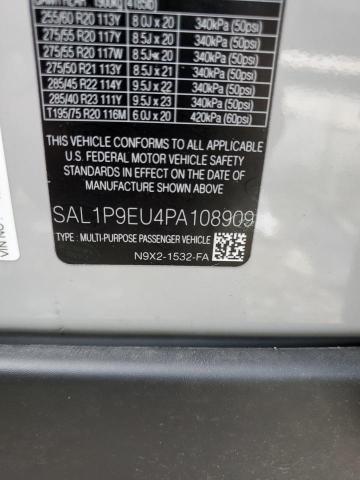 255/60 R20 113Y 8.0J x 20 340kPa (50psi)
275/55 R20 117Y 8.5J x 20 340kPa (50psi)
275/55 R20 117W 8.5J x 20 340kPa (50psi)
275/50 R21 113Y 8.5J x 21 340kPa (50psi)
285/45 R22 114Y 9.5J x 22 340kPa (50psi)
285/40 R23 111Y 9.5J x 23 340kPa (50psi)
T195/75 R20 116M 6.0J x 20 420kPa (60psi)
THIS VEHICLE CONFORMS TO ALL APPLICABLE
U.S. FEDERAL MOTOR VEHICLE SAFETY
STANDARDS IN EFFECT ON THE DATE OF
MANUFACTURE SHOWN ABOVE
SAL1P9EU4PA108909
TYPE: MULTI-PURPOSE PASSENGER VEHICLE
N9X2-1532-FA
VIN NO